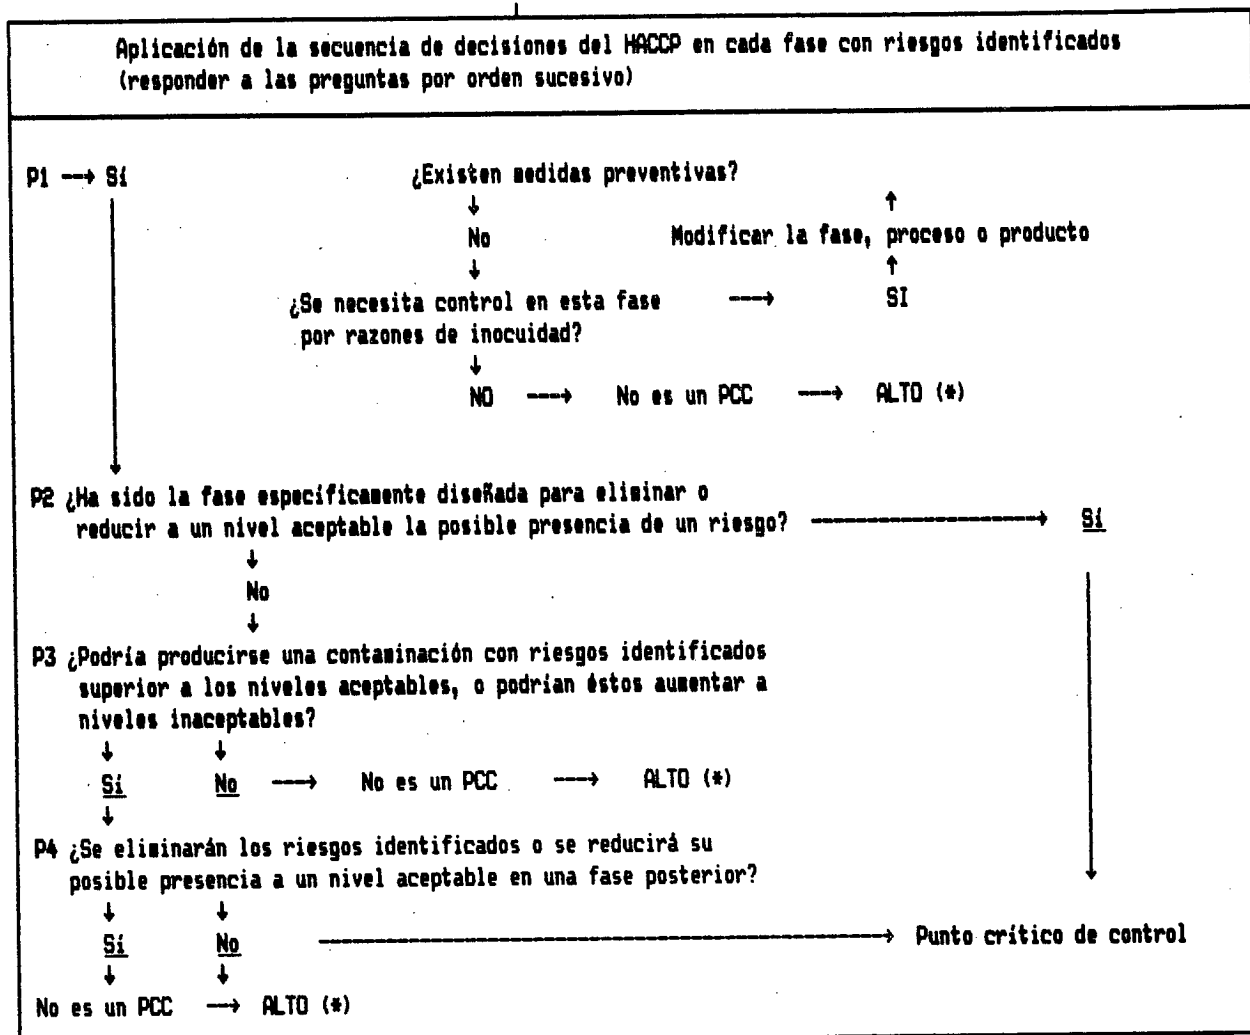 Aplicación de la secuencia de decisiones del HACCP en cada fase con riesgos identificados
(responder a las preguntas por orden sucesivo)
P1 ---→ Sí ¿Existen medidas preventivas?
↓ ↑
No Modificar la fase, proceso o producto
↓ ↑
¿Se necesita control en esta fase ---→ SI
por razones de inocuidad?
↓
NO ---→ No es un PCC ---→ ALTO (*)
P2 ¿Ha sido la fase específicamente diseñada para eliminar o
reducir a un nivel aceptable la posible presencia de un riesgo? ---→ Sí
↓
No
↓
P3 ¿Podría producirse una contaminación con riesgos identificados
superior a los niveles aceptables, o podrían éstos aumentar a
niveles inaceptables?
↓ ↓
Sí No ---→ No es un PCC ---→ ALTO (*)
↓
P4 ¿Se eliminarán los riesgos identificados o se reducirá su
posible presencia a un nivel aceptable en una fase posterior?
↓ ↓
Sí No ---→ Punto crítico de control
↓ ↓
No es un PCC ---→ ALTO (*)